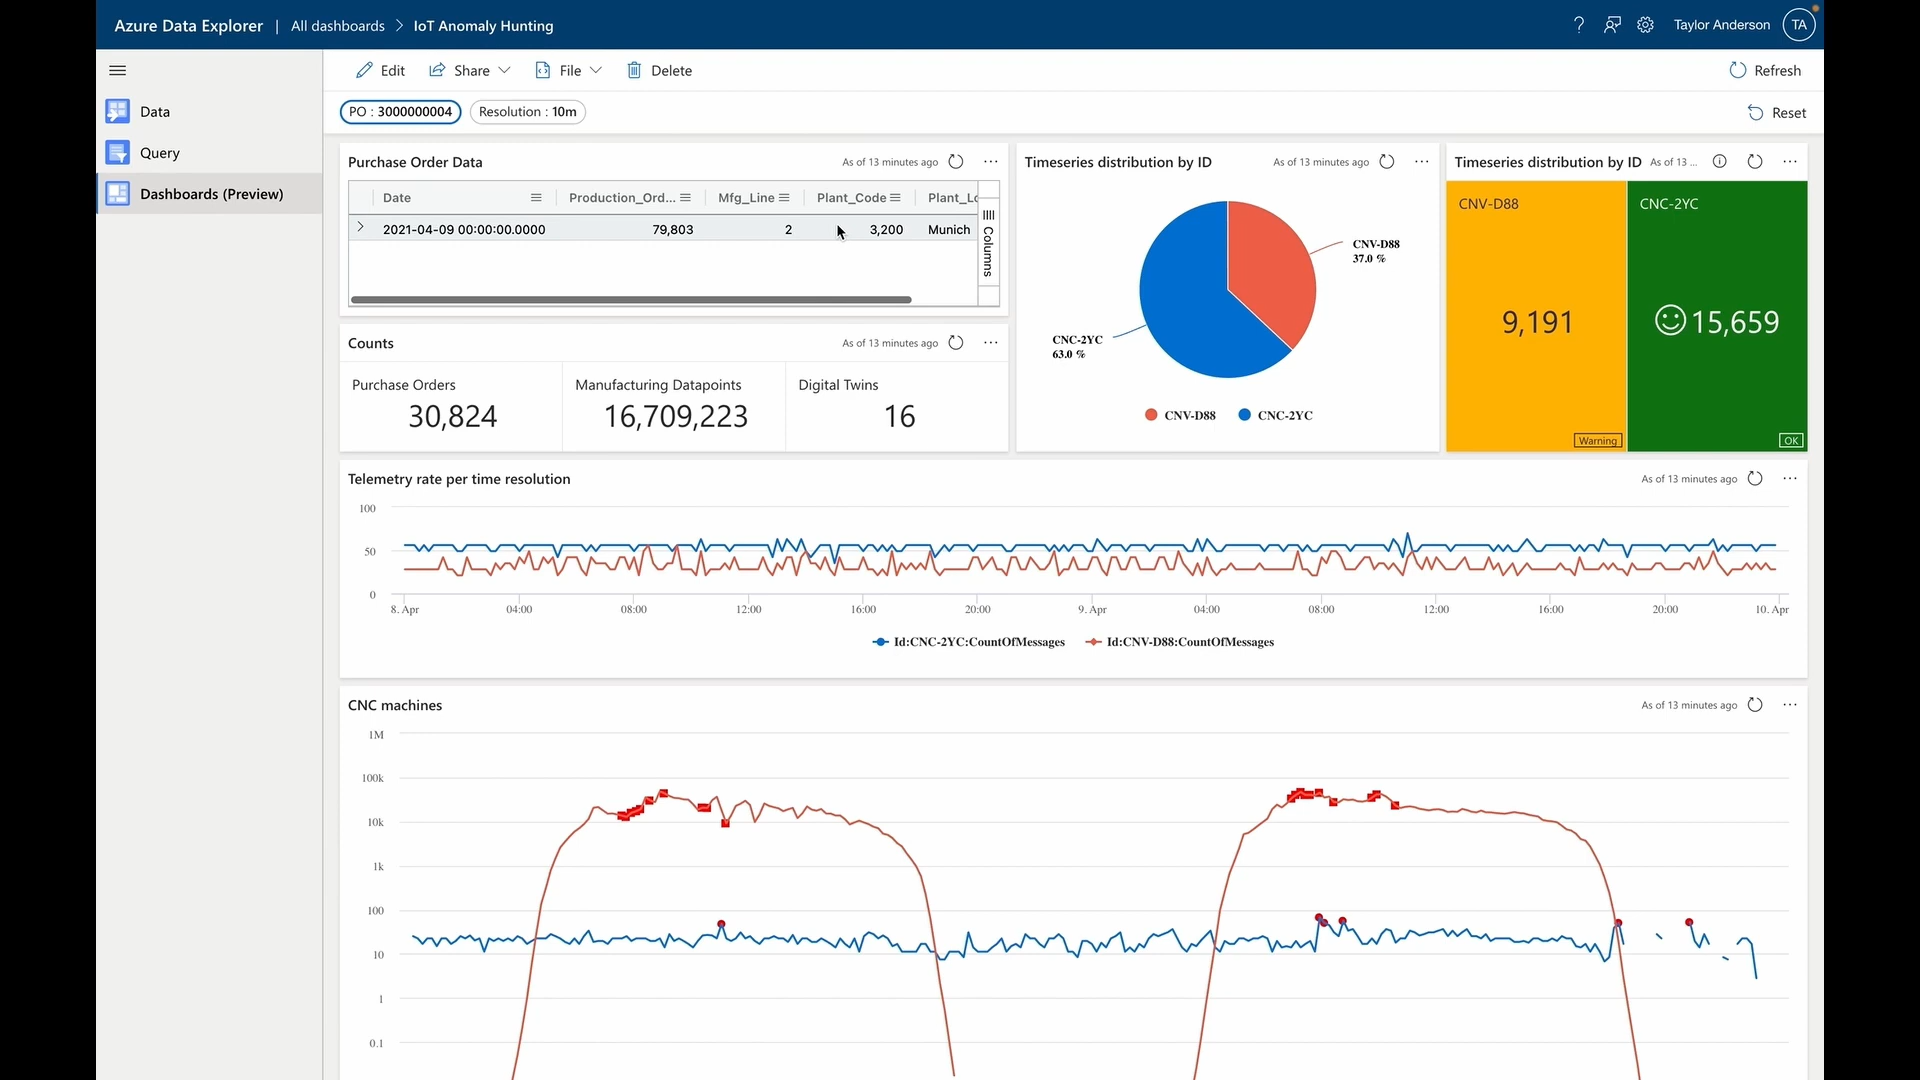 Azure Data Explorer | All dashboards > IoT Anomaly Hunting
? Taylor Anderson TA
Edit Share File Delete Refresh
PO : 3000000004 Resolution : 10m Reset
Data
Query
Dashboards (Preview)
Purchase Order Data As of 13 minutes ago
Date Production_Ord... Mfg_Line Plant_Code
2021-04-09 00:00:00.0000 79,803 2 3,200 Munich
Columns
Counts As of 13 minutes ago
Purchase Orders Manufacturing Datapoints Digital Twins
30,824 16,709,223 16
Timeseries distribution by ID As of 13 minutes ago
CNV-D88
37.0 %
CNC-2YC
63.0 %
CNV-D88 CNC-2YC
Timeseries distribution by ID As of 13 ...
CNV-D88 CNC-2YC
9,191 15,659
Warning OK
Telemetry rate per time resolution As of 13 minutes ago
100
50
0
8. Apr 04:00 08:00 12:00 16:00 20:00 9. Apr 04:00 08:00 12:00 16:00 20:00 10. Apr
Id:CNC-2YC:CountOfMessages Id:CNV-D88:CountOfMessages
CNC machines As of 13 minutes ago
1M
100k
10k
1k
100
10
1
0.1